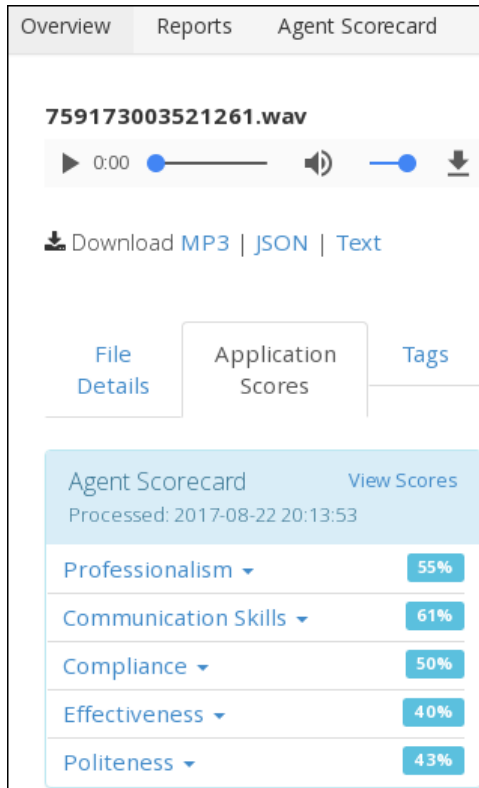 Overview Reports Agent Scorecard
759173003521261.wav
0:00
Download MP3 | JSON | Text
File Details Application Scores Tags
Agent Scorecard View Scores
Processed: 2017-08-22 20:13:53
Professionalism 55%
Communication Skills 61%
Compliance 50%
Effectiveness 40%
Politeness 43%